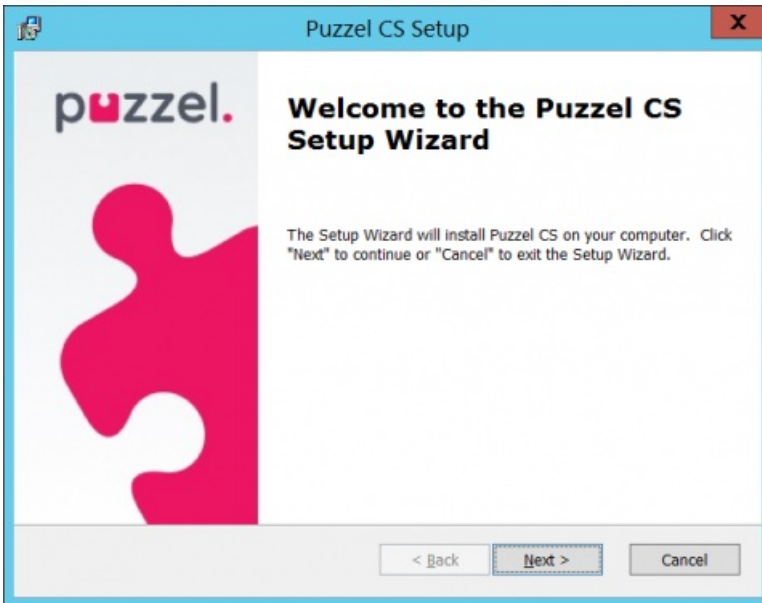 Puzzel CS Setup
X
puzzel.
Welcome to the Puzzel CS
Setup Wizard
The Setup Wizard will install Puzzel CS on your computer. Click
"Next" to continue or "Cancel" to exit the Setup Wizard.
< Back
Next >
Cancel